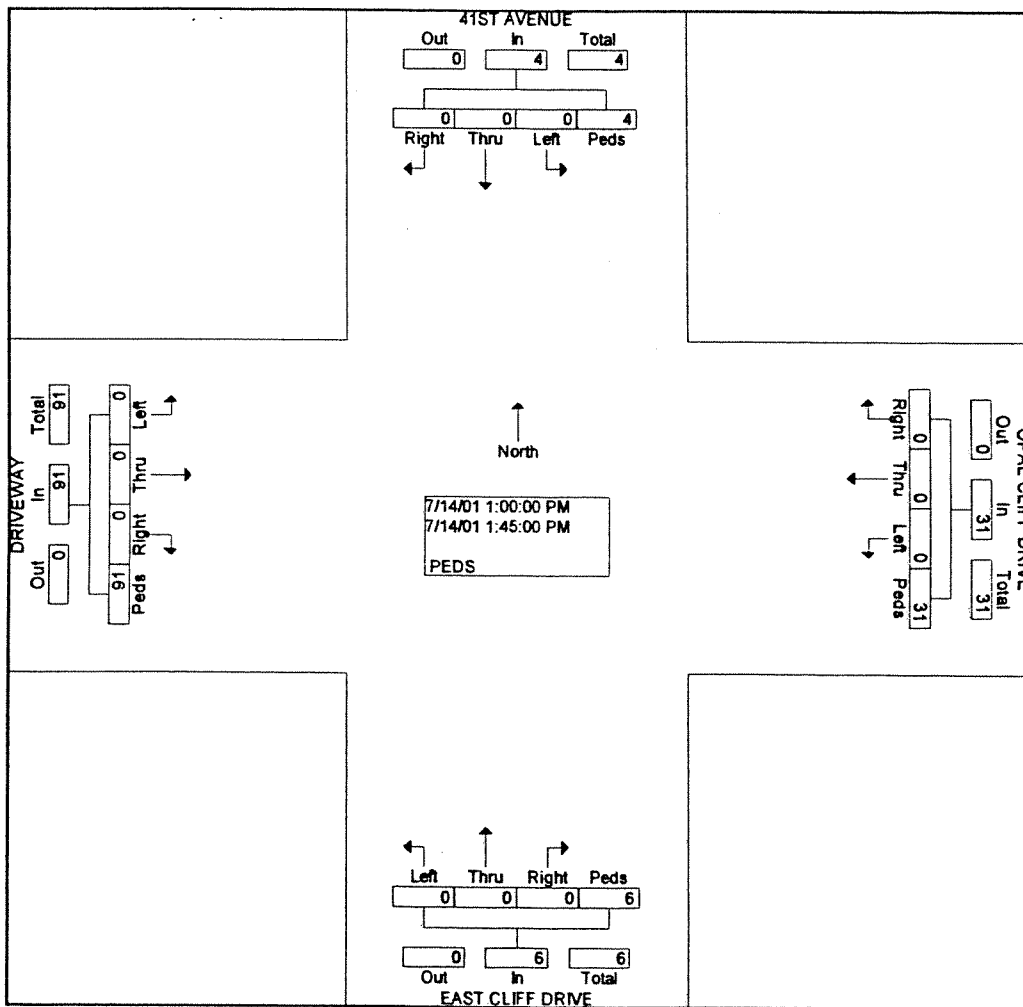 41ST AVENUE
Out In Total
0 4 4
0 0 0 4
Right Thru Left Peds
DRIVEWAY
Out In Total
0 91 91
91 0 0 0
Peds Right Thru Left
North
7/14/01 1:00:00 PM
7/14/01 1:45:00 PM
PEDS
OPAL CLIFF DRIVE
Out In Total
0 31 31
0 0 0 31
Right Thru Left Peds
Left Thru Right Peds
0 0 0 6
0 6 6
Out In Total
EAST CLIFF DRIVE